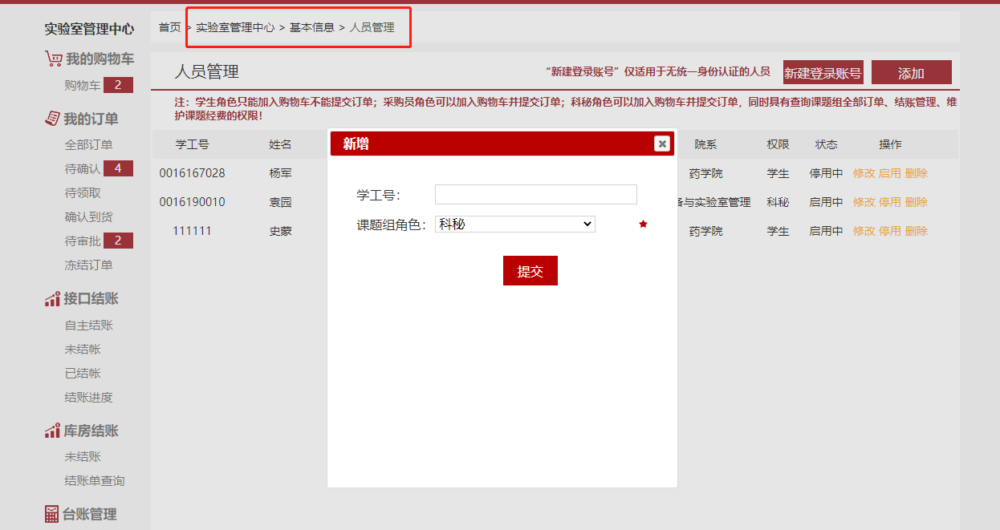 实验室管理中心
我的购物车
购物车 2
我的订单
全部订单
待确认 4
待领取
确认到货
待审批 2
冻结订单
接口结账
自主结账
未结帐
已结帐
结账进度
库房结账
未结账
结账单查询
台账管理
首页 > 实验室管理中心 > 基本信息 > 人员管理
人员管理
“新建登录账号”仅适用于无统一身份认证的人员
新建登录账号
添加
注：学生角色只能加入购物车不能提交订单；采购员角色可以加入购物车并提交订单；科秘角色可以加入购物车并提交订单，同时具有查询课题组全部订单、结账管理、维
护课题经费的权限！
学工号 姓名 院系 权限 状态 操作
0016167028 杨军 药学院 学生 停用中 修改 启用 删除
0016190010 袁园 备与实验室管理 科秘 启用中 修改 停用 删除
111111 史蒙 药学院 学生 启用中 修改 停用 删除
新增
学工号：
课题组角色： 科秘
提交